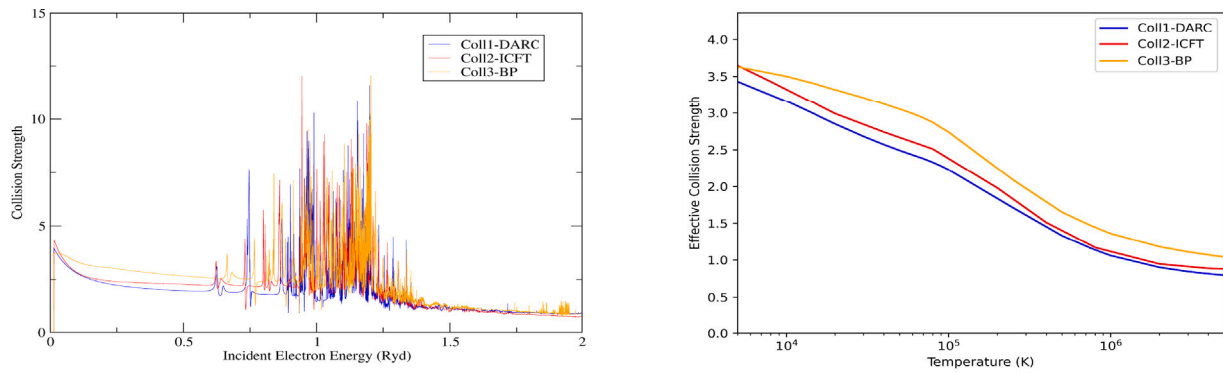 15
10
5
0
Collision Strength
Coll1-DARC
Coll2-ICFT
Coll3-BP
0 0.5 1 1.5 2
Incident Electron Energy (Ryd)
4.0
3.5
3.0
2.5
2.0
1.5
1.0
0.5
0.0
Effective Collision Strength
Coll1-DARC
Coll2-ICFT
Coll3-BP
10⁴ 10⁵ 10⁶
Temperature (K)